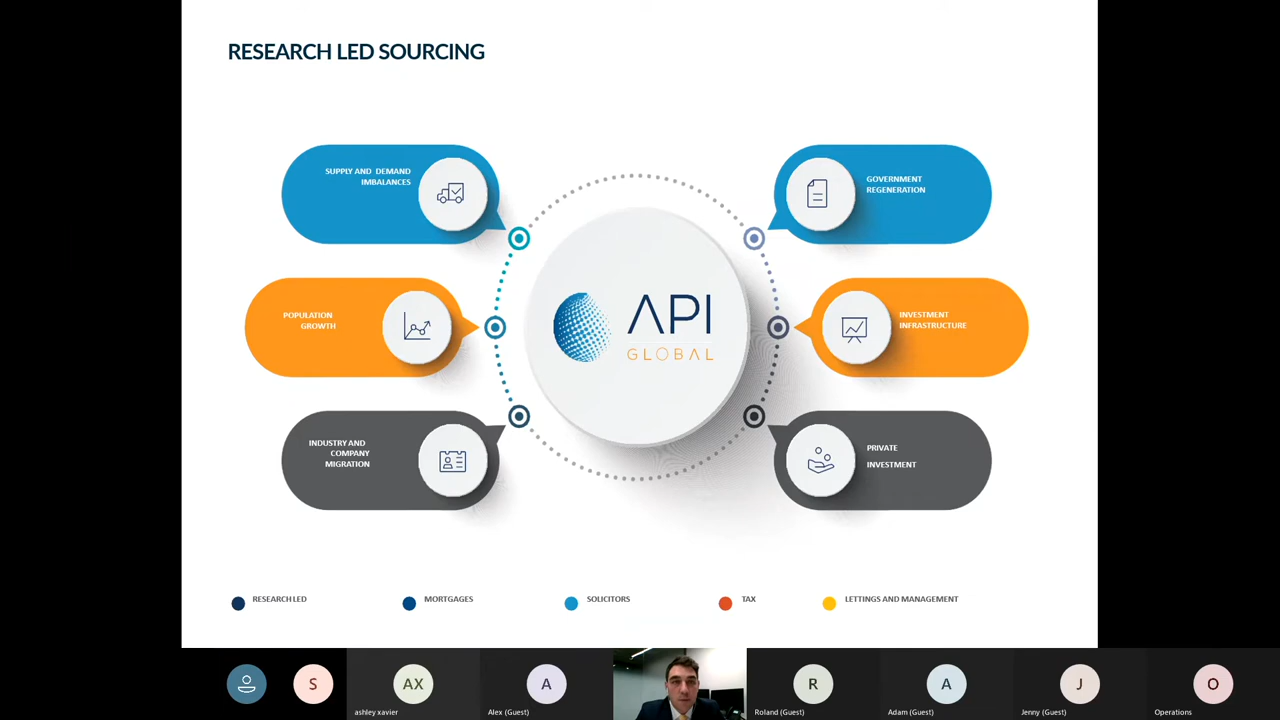 RESEARCH LED SOURCING
SUPPLY AND DEMAND
IMBALANCES
GOVERNMENT
REGENERATION
POPULATION
GROWTH
API
GLOBAL
INVESTMENT
INFRASTRUCTURE
INDUSTRY AND
COMPANY
MIGRATION
PRIVATE
INVESTMENT
RESEARCH LED
MORTGAGES
SOLICITORS
TAX
LETTINGS AND MANAGEMENT
S
AX
A
R
A
J
O
ashley xavier
Alex (Guest)
Roland (Guest)
Adam (Guest)
Jenny (Guest)
Operations